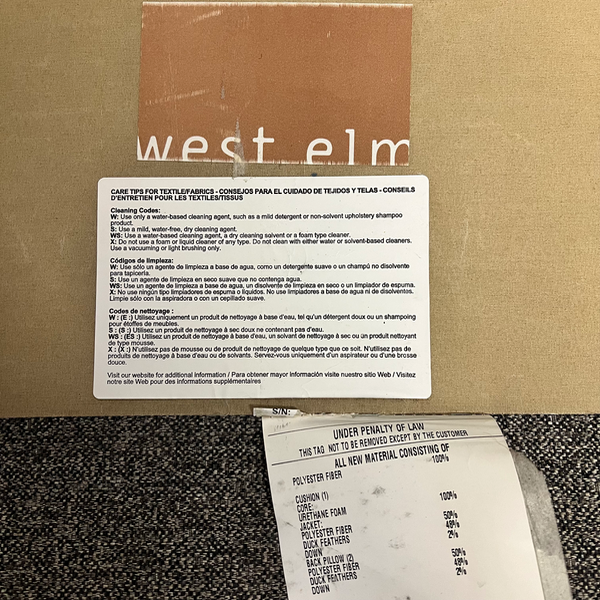 west elm
CARE TIPS FOR TEXTILE/FABRICS - CONSEJOS PARA EL CUIDADO DE TEJIDOS Y TELAS - CONSEILS
D'ENTRETIEN POUR LES TEXTILES/TISSUS
Cleaning Codes:
W: Use only a water-based cleaning agent, such as a mild detergent or non-solvent upholstery shampoo
product.
S: Use a mild, water-free, dry cleaning agent.
WS: Use a water-based cleaning agent, a dry cleaning solvent or a foam type cleaner.
X: Do not use a foam or liquid cleaner of any type. Do not clean with either water or solvent-based cleaners.
Use a vacuuming or light brushing only.
Códigos de limpieza:
W: Use sólo un agente de limpieza a base de agua, como un detergente suave o un champú no disolvente
para tapicería.
S: Use un agente de limpieza en seco suave que no contenga agua.
WS: Use un agente de limpieza a base de agua, un disolvente de limpieza en seco o un limpiador de espuma.
X: No use ningún tipo limpiadores de espuma o líquidos. No use limpiadores a base de agua ni de disolventes.
Limpie sólo con la aspiradora o con un cepillado suave.
Codes de nettoyage :
W : (E :) Utilisez uniquement un produit de nettoyage à base d'eau, tel qu'un détergent doux ou un shampoing
pour étoffes de meubles.
S : (S :) Utilisez un produit de nettoyage à sec doux ne contenant pas d'eau.
WS : (ES :) Utilisez un produit de nettoyage à base d'eau, un solvant de nettoyage à sec ou un produit nettoyant
de type mousse.
X : (X :) N'utilisez pas de mousse ou de produit de nettoyage de quelque type que ce soit. N'utilisez pas de
produits de nettoyage à base d'eau ou de solvants. Servez-vous uniquement d'un aspirateur ou d'une brosse
douce.
Visit our website for additional information / Para obtener mayor información visite nuestro sitio Web / Visitez
notre site Web pour des informations supplémentaires
S/N:
UNDER PENALTY OF LAW
THIS TAG NOT TO BE REMOVED EXCEPT BY THE CUSTOMER
ALL NEW MATERIAL CONSISTING OF
POLYESTER FIBER 100%
CUSHION (1)
CORE:
URETHANE FOAM 100%
JACKET:
POLYESTER FIBER 50%
DUCK FEATHERS 48%
DOWN 2%
BACK PILLOW (2)
POLYESTER FIBER 50%
DUCK FEATHERS 48%
DOWN 2%